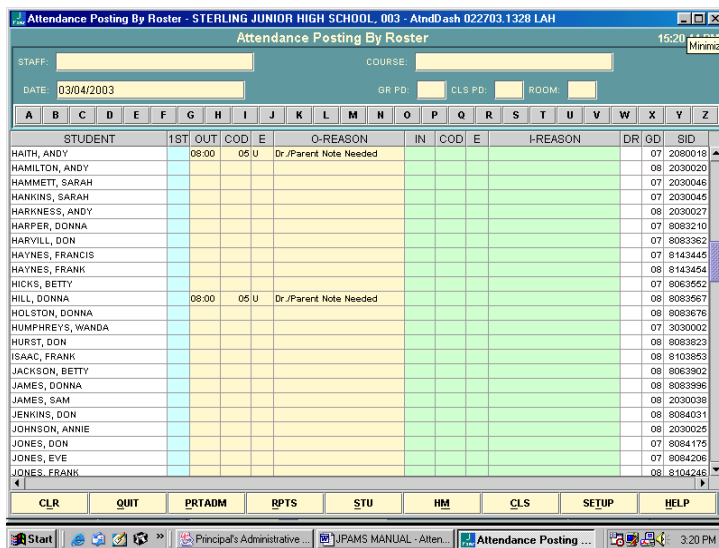 Attendance Posting By Roster - STERLING JUNIOR HIGH SCHOOL, 003 - AtndDash 022703.1328 LAH
Attendance Posting By Roster
Minimiz
STAFF: COURSE:
DATE: 03/04/2003 GR PD: CLS PD: ROOM:
A B C D E F G H I J K L M N O P Q R S T U V W X Y Z
STUDENT 1ST OUT COD E O-REASON IN COD E I-REASON DR GD SID
HAITH, ANDY 08:00 05 U Dr./Parent Note Needed 07 2080018
HAMILTON, ANDY 08 2030020
HAMMETT, SARAH 07 2030046
HANKINS, SARAH 07 2030045
HARKNESS, ANDY 08 2030027
HARPER, DONNA 07 8083210
HARVILL, DON 07 8083362
HAYNES, FRANCIS 07 8143445
HAYNES, FRANK 08 8143454
HICKS, BETTY 07 8063552
HILL, DONNA 08:00 05 U Dr./Parent Note Needed 08 8083567
HOLSTON, DONNA 08 8083676
HUMPHREYS, WANDA 07 3030002
HURST, DON 08 8083823
ISAAC, FRANK 08 8103853
JACKSON, BETTY 08 8063902
JAMES, DONNA 08 8083996
JAMES, SAM 08 2030038
JENKINS, DON 08 8084031
JOHNSON, ANNIE 08 2030025
JONES, DON 07 8084175
JONES, EVE 07 8084206
JONES, FRANK 08 8104246
CLR QUIT PRTADM RPTS STU HM CLS SETUP HELP
Start » Principal's Administrative ... JPAMS MANUAL - Atten... Attendance Posting ... 3:20 PM